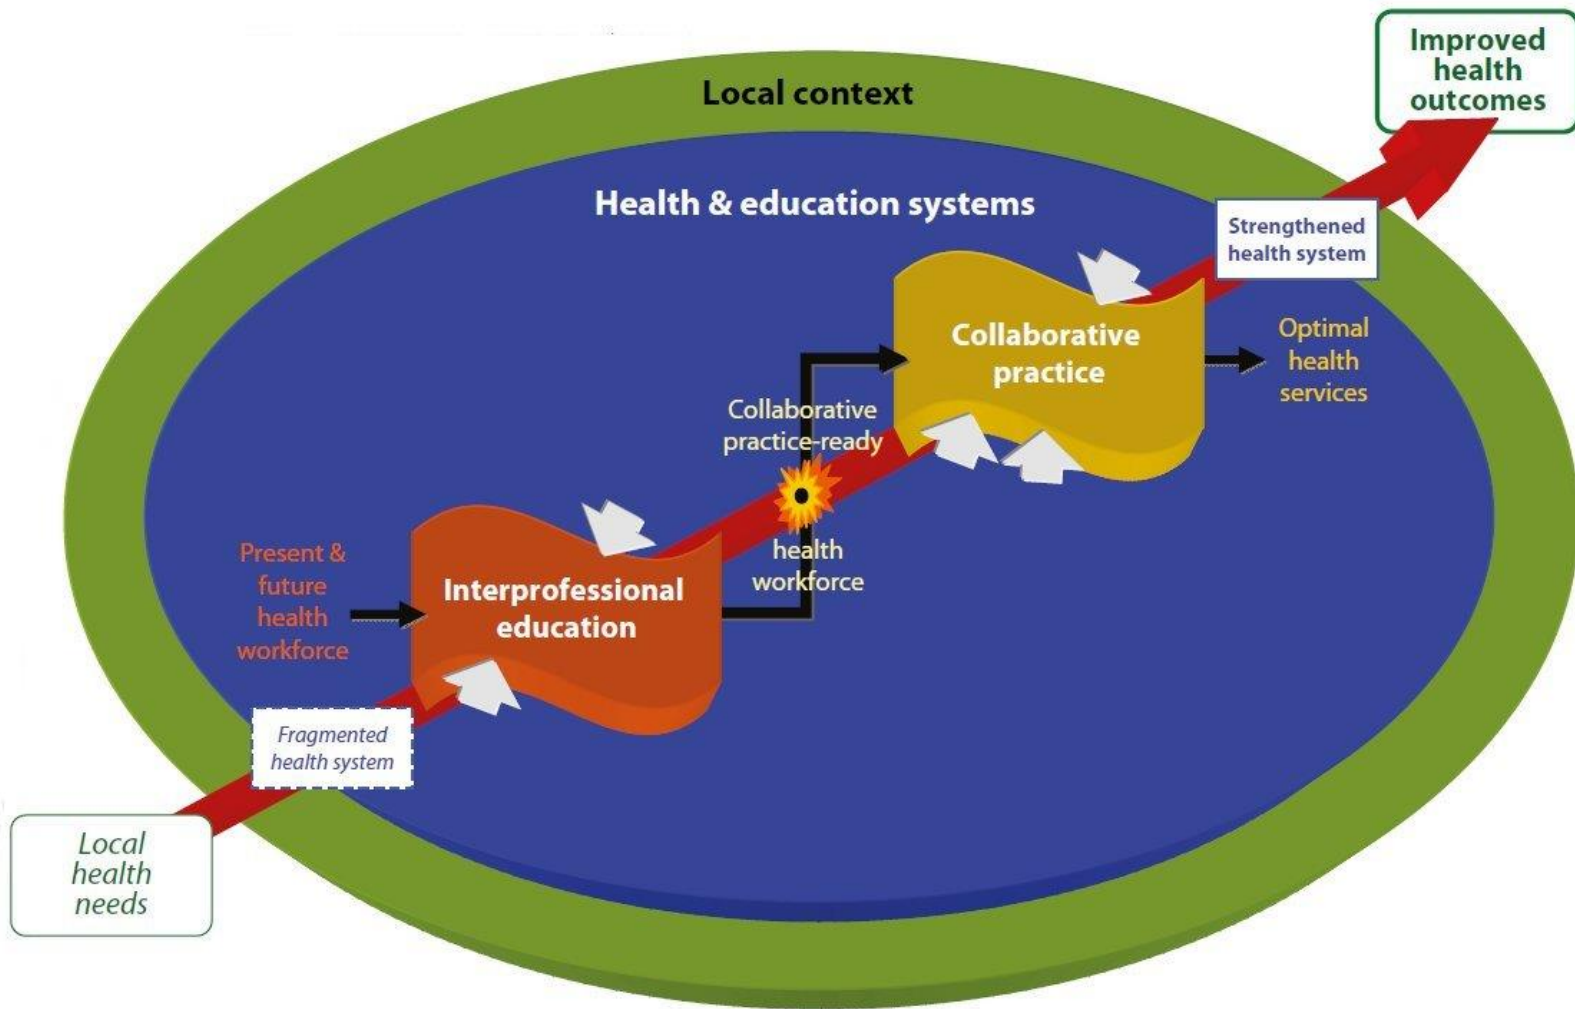 Improved
health
outcomes
Local context
Health & education systems
Strengthened
health system
Collaborative
practice
Optimal
health
services
Collaborative
practice-ready
health
workforce
Present &
future
health
workforce
Interprofessional
education
Fragmented
health system
Local
health
needs